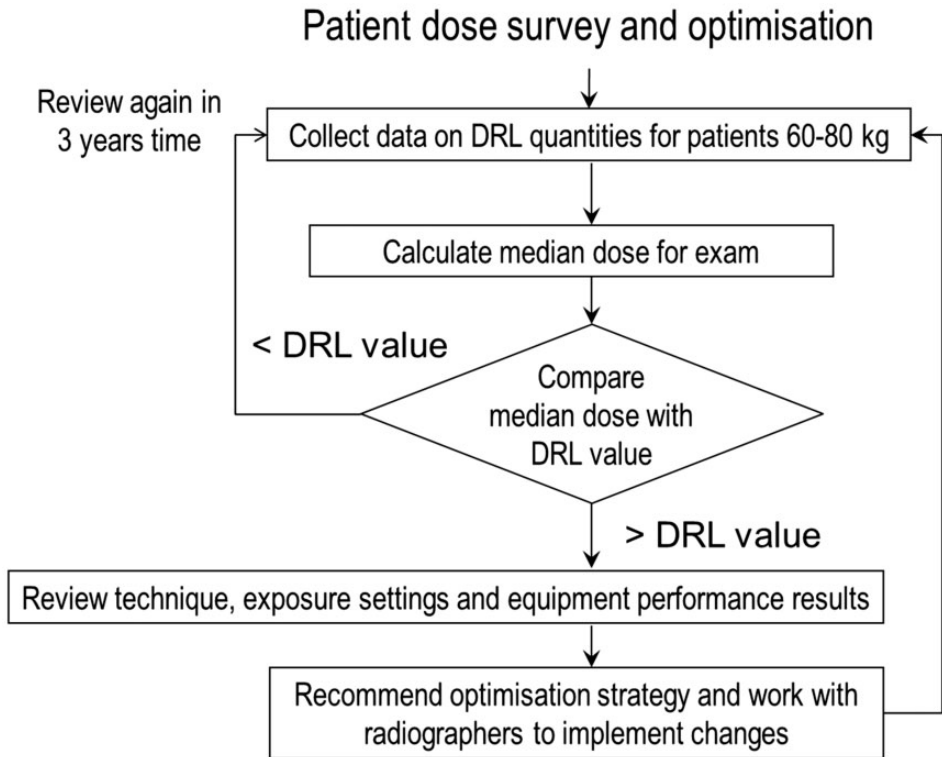 Patient dose survey and optimisation
Review again in
3 years time
Collect data on DRL quantities for patients 60-80 kg
Calculate median dose for exam
< DRL value
Compare
median dose with
DRL value
> DRL value
Review technique, exposure settings and equipment performance results
Recommend optimisation strategy and work with
radiographers to implement changes